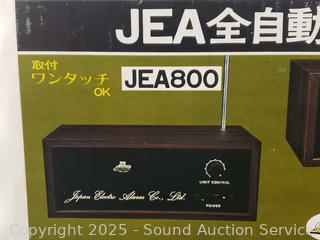 JEA全自動
取付
ワンタッチ
OK
JEA800
LIMIT CONTROL
Japan Electro Alarm Co., Ltd.
POWER
Copyright 2025 - Sound Auction Service